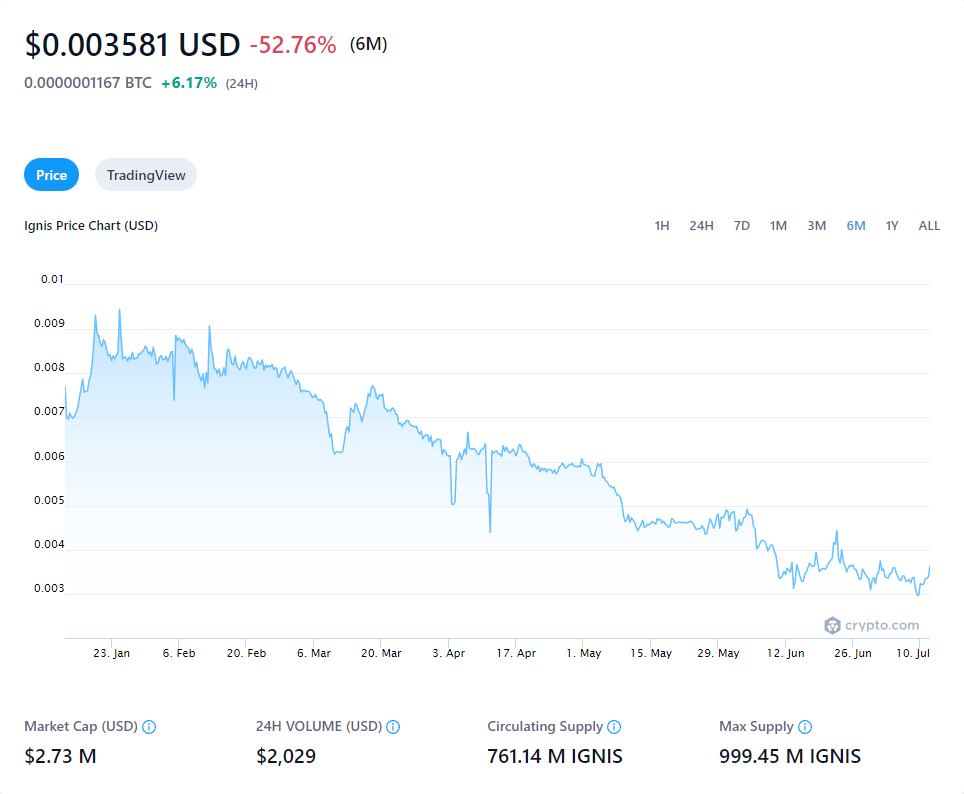 $0.003581 USD -52.76% (6M)
0.0000001167 BTC +6.17% (24H)
Price TradingView
Ignis Price Chart (USD) 1H 24H 7D 1M 3M 6M 1Y ALL
0.01
0.009
0.008
0.007
0.006
0.005
0.004
0.003
crypto.com
23. Jan 6. Feb 20. Feb 6. Mar 20. Mar 3. Apr 17. Apr 1. May 15. May 29. May 12. Jun 26. Jun 10. Jul
Market Cap (USD) 24H VOLUME (USD) Circulating Supply Max Supply
$2.73 M $2,029 761.14 M IGNIS 999.45 M IGNIS